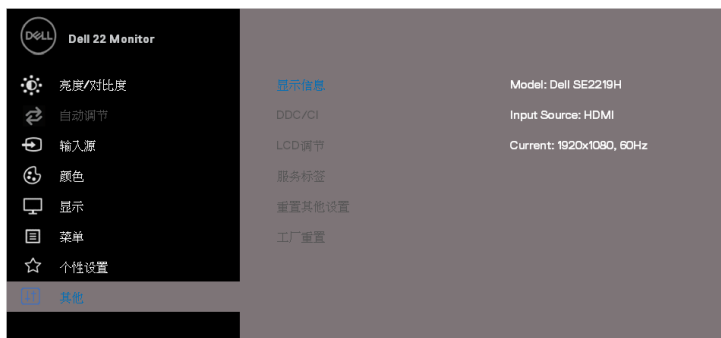 DELL Dell 22 Monitor
亮度/对比度 显示信息 Model: Dell SE2219H
自动调节 DDC/CI Input Source: HDMI
输入源 LCD调节 Current: 1920x1080, 60Hz
颜色 服务标签
显示 重置其他设置
菜单 工厂重置
个性设置
其他